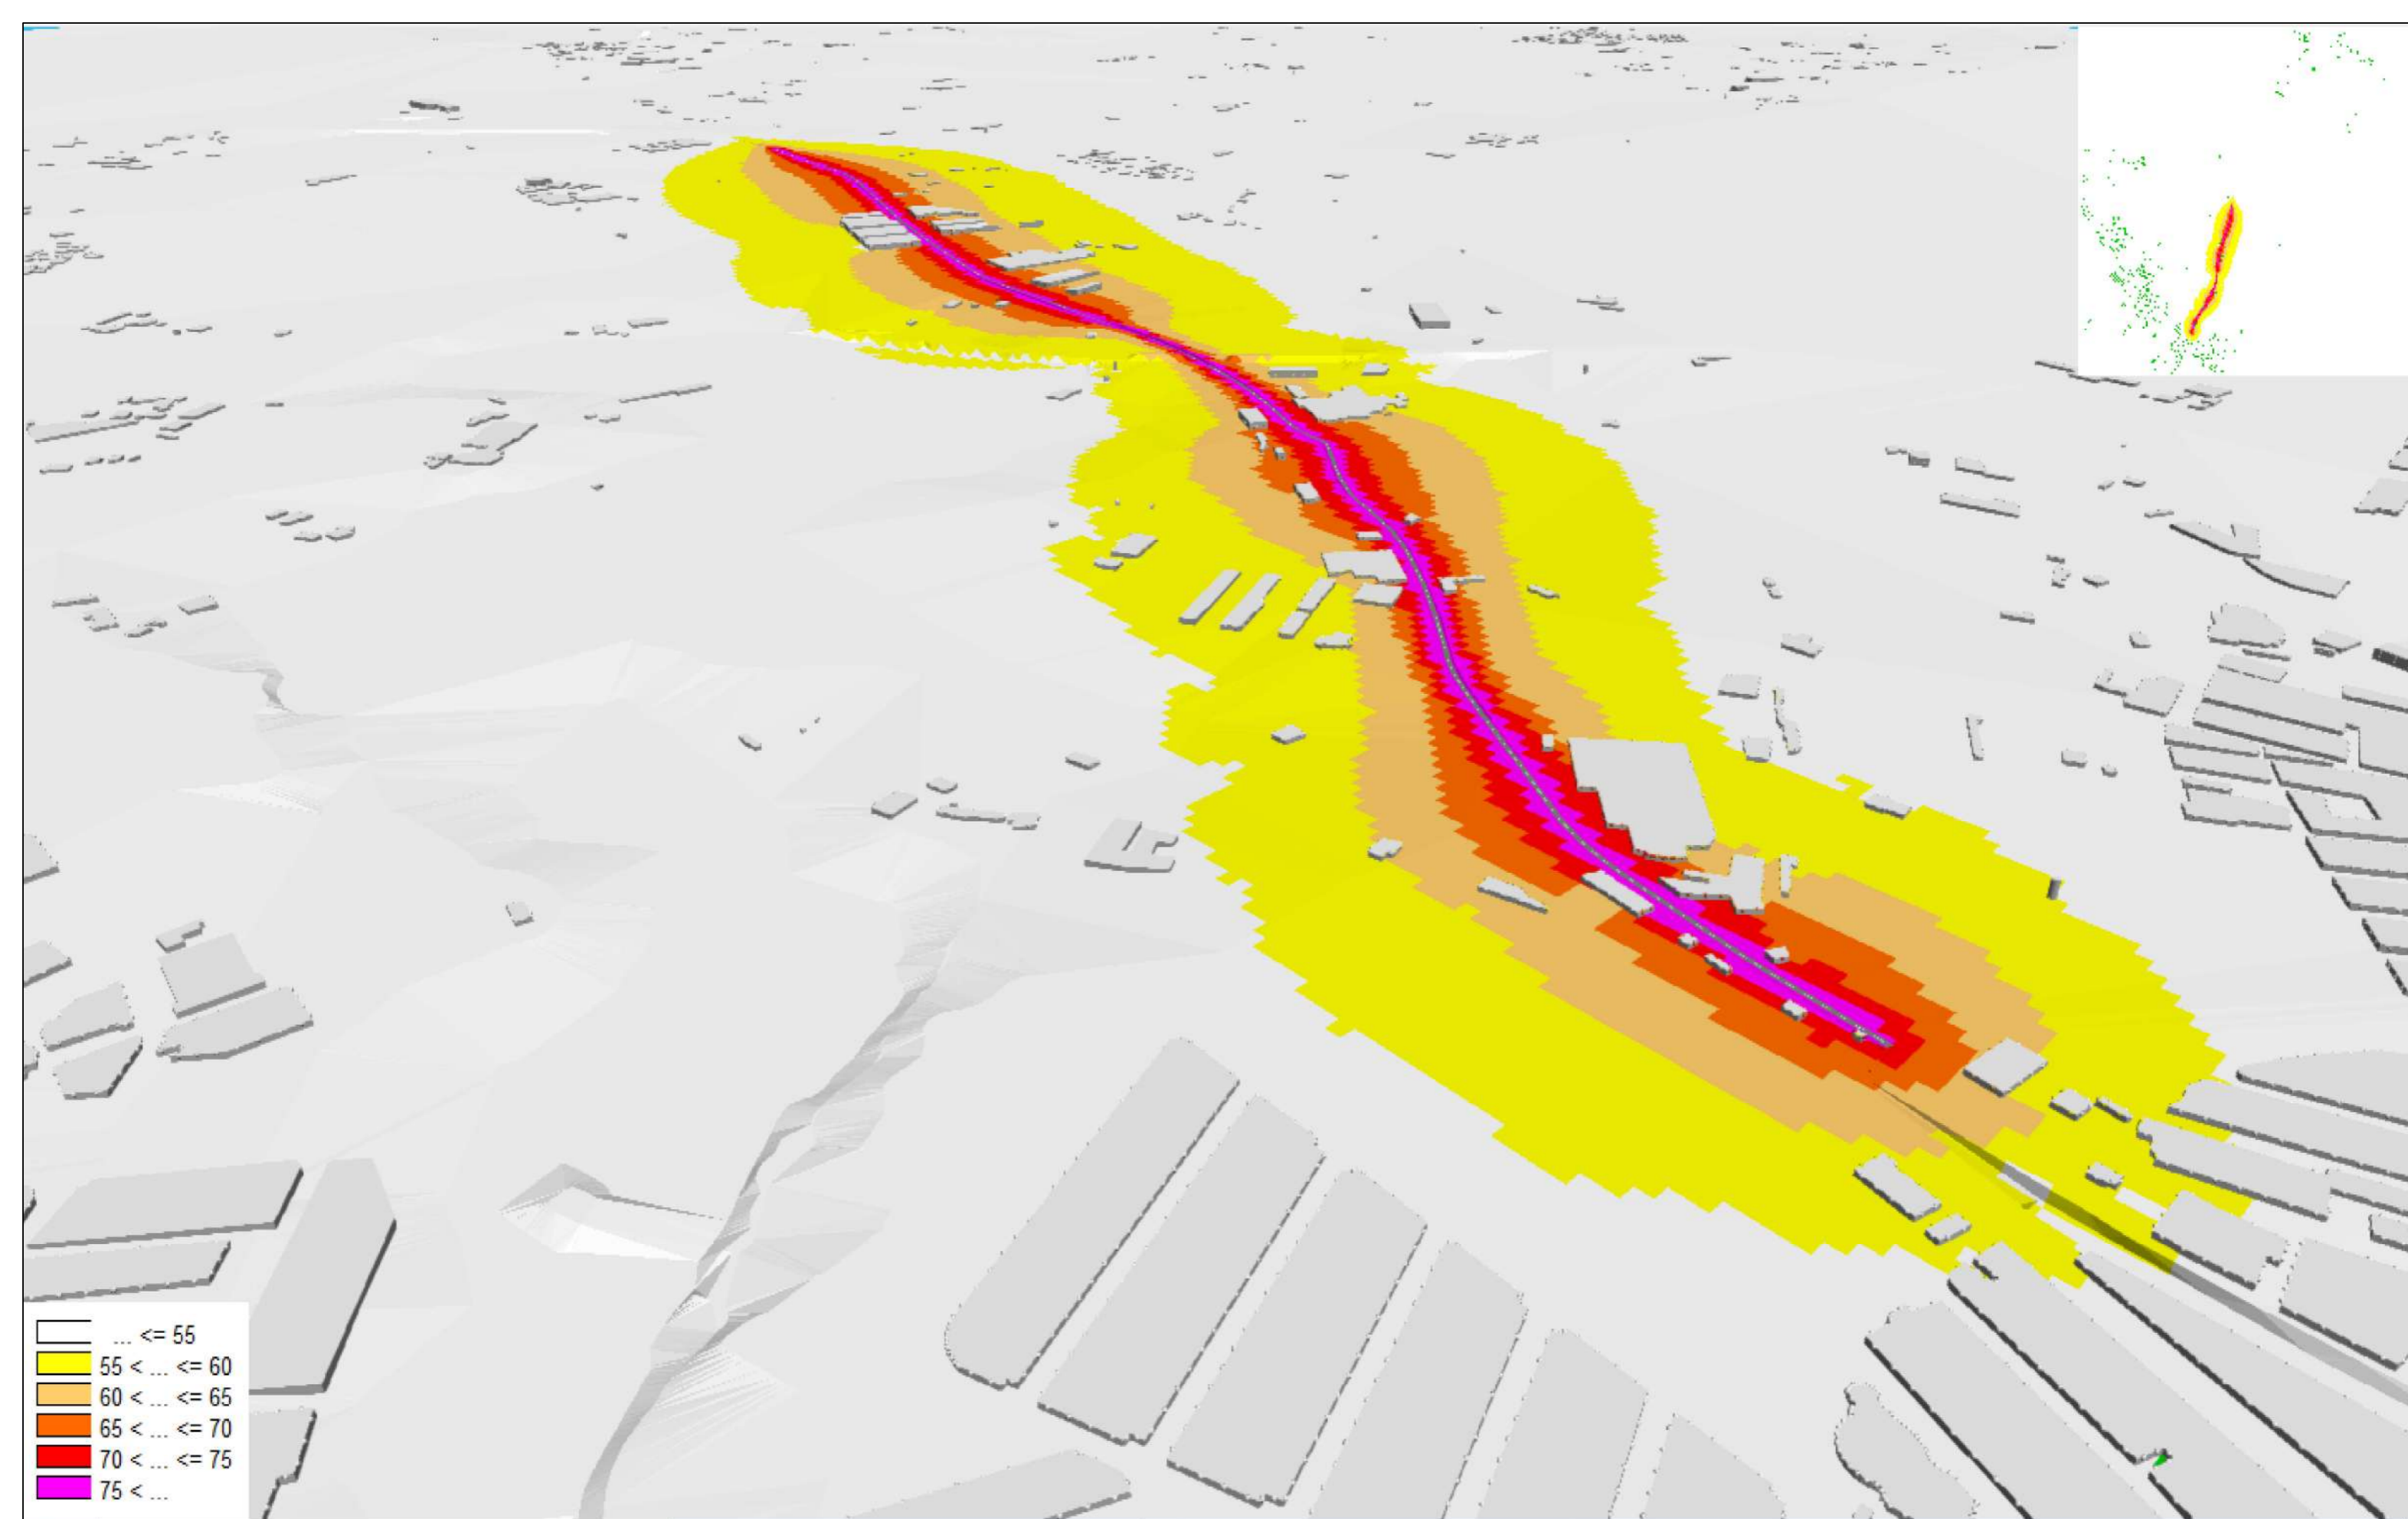 ... <= 55
55 < ... <= 60
60 < ... <= 65
65 < ... <= 70
70 < ... <= 75
75 < ...